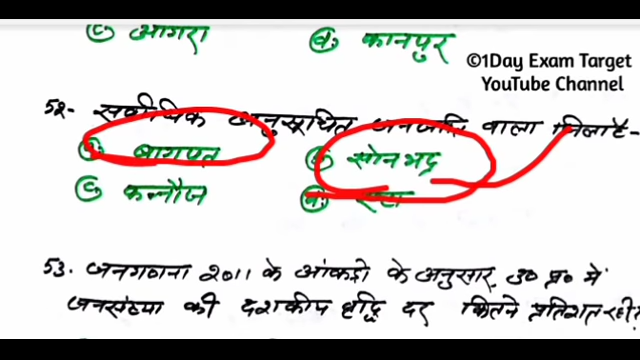 C) आगरा d) कानपुर
©1Day Exam Target
YouTube Channel
52- सर्वाधिक अनुसूचित जनजाति वाला जिला है-
बागपत b) सोनभद्र
C) कन्नौज d) एटा
53. जनगणना 2011 के आंकड़ो के अनुसार, उ० प्र० में
जनसंख्या की दशकीय वृद्धि दर कितने प्रतिशत रही